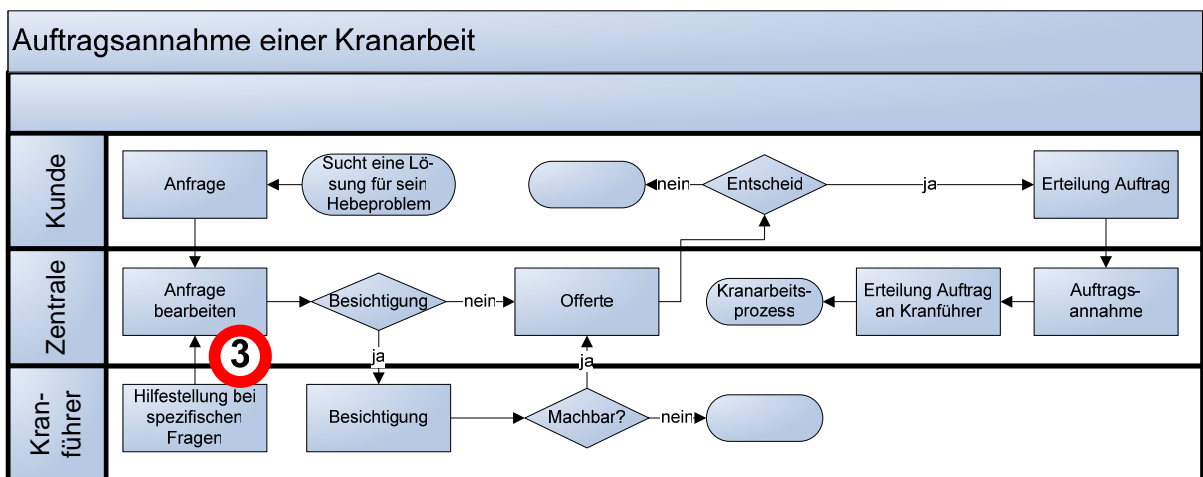 Auftragsannahme einer Kranarbeit
Kunde
Anfrage
Sucht eine Lö-
sung für sein
Hebeproblem
nein
Entscheid
ja
Erteilung Auftrag
Zentrale
Anfrage
bearbeiten
Besichtigung
nein
Offerte
Kranarbeits-
prozess
Erteilung Auftrag
an Kranführer
Auftrags-
annahme
3
ja
ja
Kran-
führer
Hilfestellung bei
spezifischen
Fragen
Besichtigung
Machbar?
nein